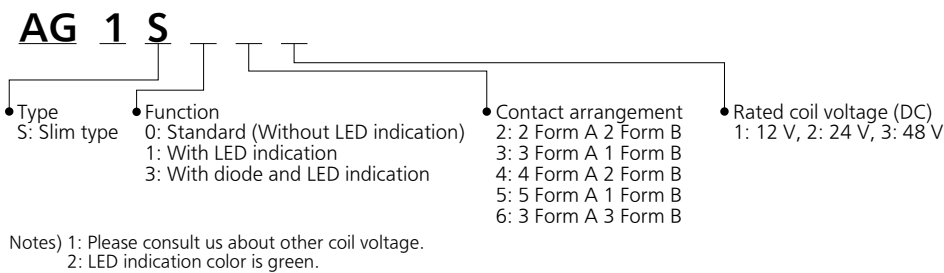 AG 1 S _ _ _
Type
S: Slim type
Function
0: Standard (Without LED indication)
1: With LED indication
3: With diode and LED indication
Contact arrangement
2: 2 Form A 2 Form B
3: 3 Form A 1 Form B
4: 4 Form A 2 Form B
5: 5 Form A 1 Form B
6: 3 Form A 3 Form B
Rated coil voltage (DC)
1: 12 V, 2: 24 V, 3: 48 V
Notes) 1: Please consult us about other coil voltage.
2: LED indication color is green.